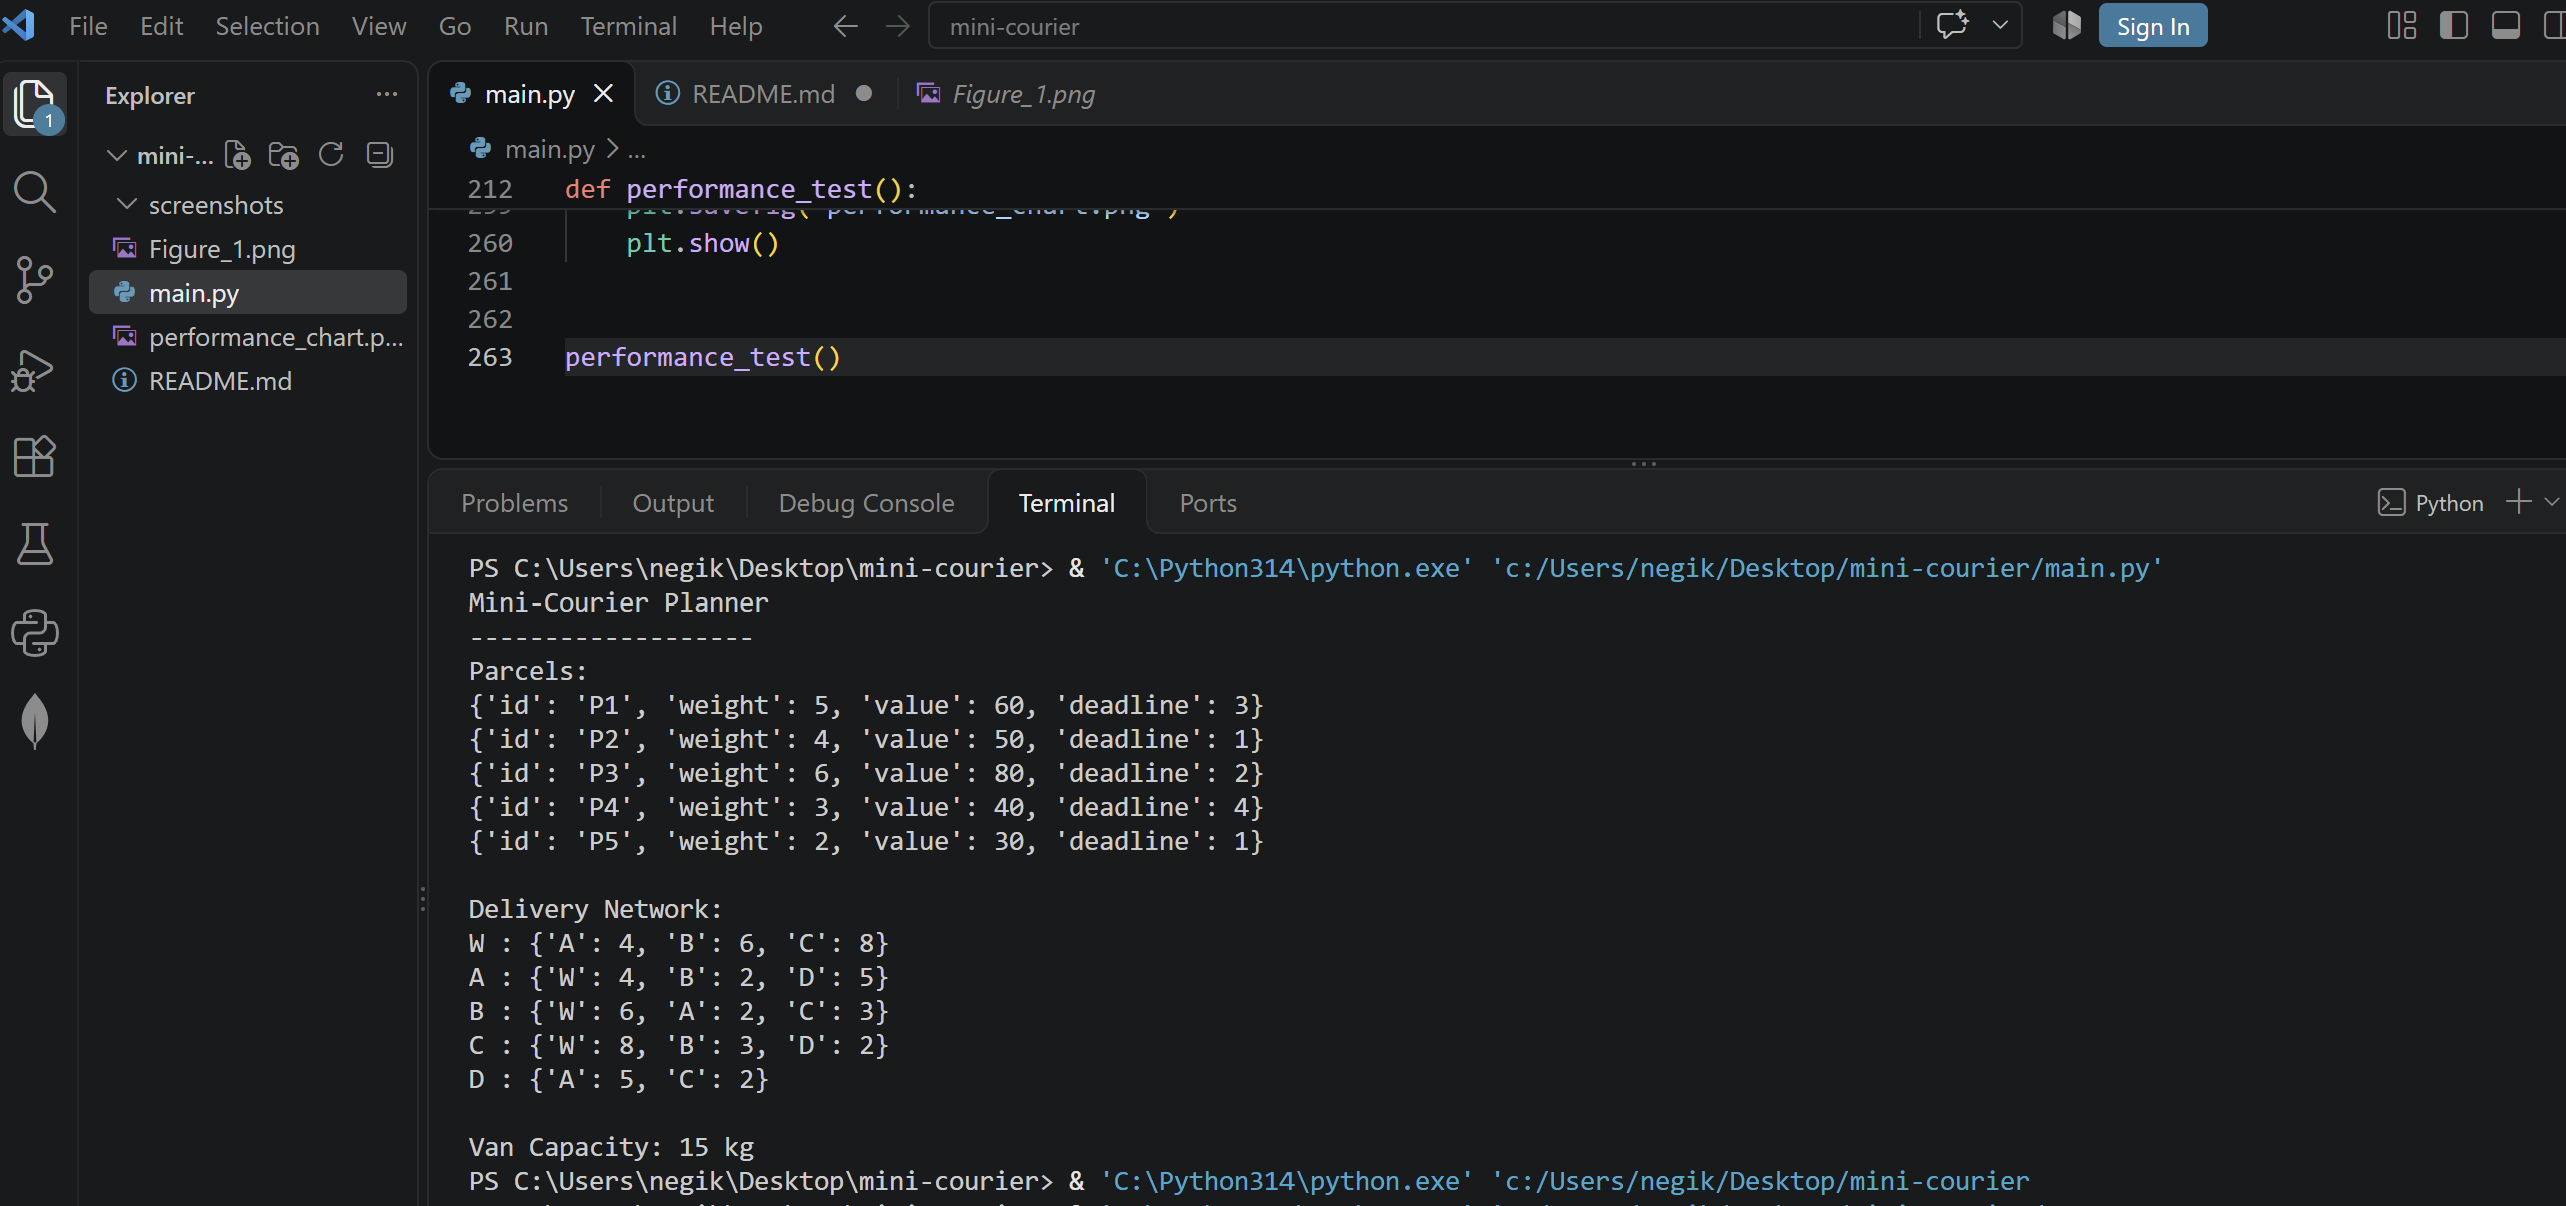 File Edit Selection View Go Run Terminal Help mini-courier Sign In
Explorer
1
mini-...
screenshots
Figure_1.png
main.py
performance_chart.p...
README.md
main.py README.md Figure_1.png
main.py > ...
212 def performance_test():
plt.savefig("performance_chart.png")
260 plt.show()
261
262
263 performance_test()
Problems Output Debug Console Terminal Ports Python
PS C:\Users\negik\Desktop\mini-courier> & 'C:\Python314\python.exe' 'c:/Users/negik/Desktop/mini-courier/main.py'
Mini-Courier Planner
-------------------
Parcels:
{'id': 'P1', 'weight': 5, 'value': 60, 'deadline': 3}
{'id': 'P2', 'weight': 4, 'value': 50, 'deadline': 1}
{'id': 'P3', 'weight': 6, 'value': 80, 'deadline': 2}
{'id': 'P4', 'weight': 3, 'value': 40, 'deadline': 4}
{'id': 'P5', 'weight': 2, 'value': 30, 'deadline': 1}
Delivery Network:
W : {'A': 4, 'B': 6, 'C': 8}
A : {'W': 4, 'B': 2, 'D': 5}
B : {'W': 6, 'A': 2, 'C': 3}
C : {'W': 8, 'B': 3, 'D': 2}
D : {'A': 5, 'C': 2}
Van Capacity: 15 kg
PS C:\Users\negik\Desktop\mini-courier> & 'C:\Python314\python.exe' 'c:/Users/negik/Desktop/mini-courier